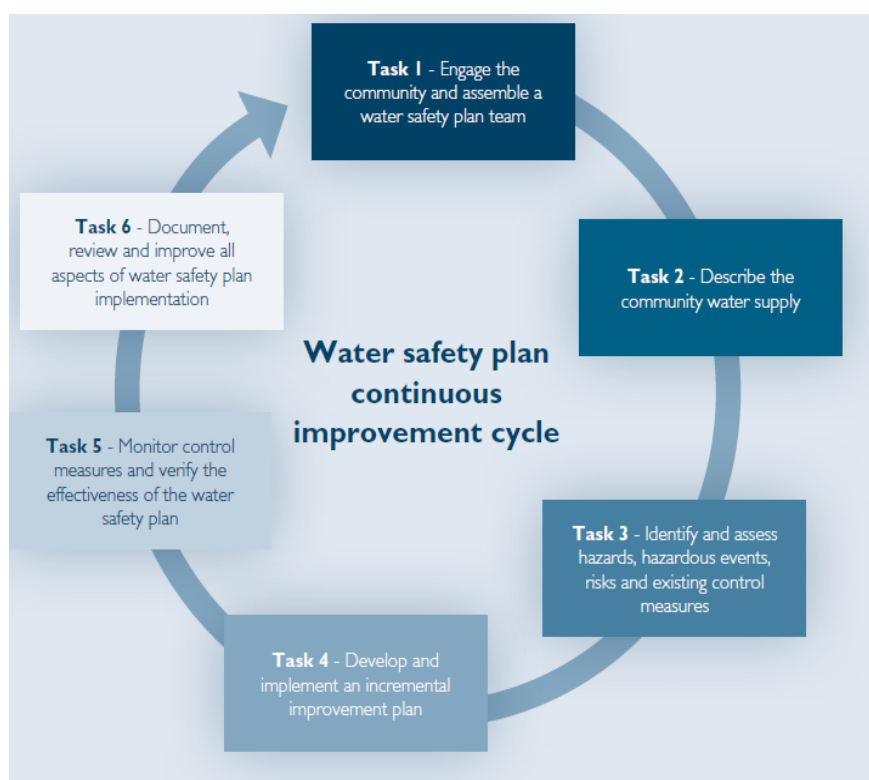 Task 1 - Engage the
community and assemble a
water safety plan team
Task 2 - Describe the
community water supply
Task 3 - Identify and assess
hazards, hazardous events,
risks and existing control
measures
Task 4 - Develop and
implement an incremental
improvement plan
Task 5 - Monitor control
measures and verify the
effectiveness of the water
safety plan
Task 6 - Document,
review and improve all
aspects of water safety plan
implementation
Water safety plan
continuous
improvement cycle